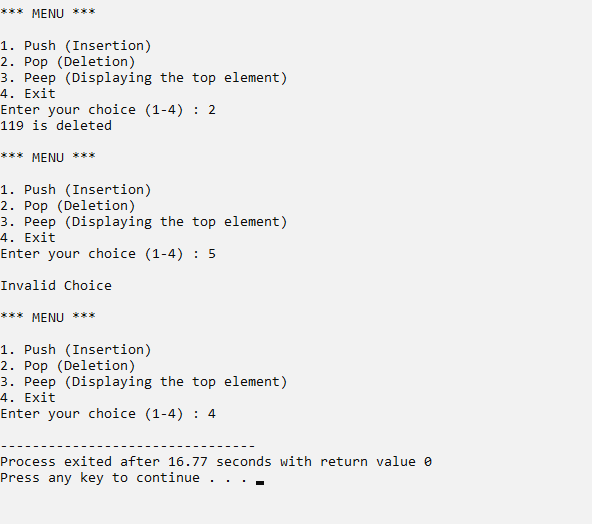 *** MENU ***
1. Push (Insertion)
2. Pop (Deletion)
3. Peep (Displaying the top element)
4. Exit
Enter your choice (1-4) : 2
119 is deleted
*** MENU ***
1. Push (Insertion)
2. Pop (Deletion)
3. Peep (Displaying the top element)
4. Exit
Enter your choice (1-4) : 5
Invalid Choice
*** MENU ***
1. Push (Insertion)
2. Pop (Deletion)
3. Peep (Displaying the top element)
4. Exit
Enter your choice (1-4) : 4
--------------------------------
Process exited after 16.77 seconds with return value 0
Press any key to continue . . .